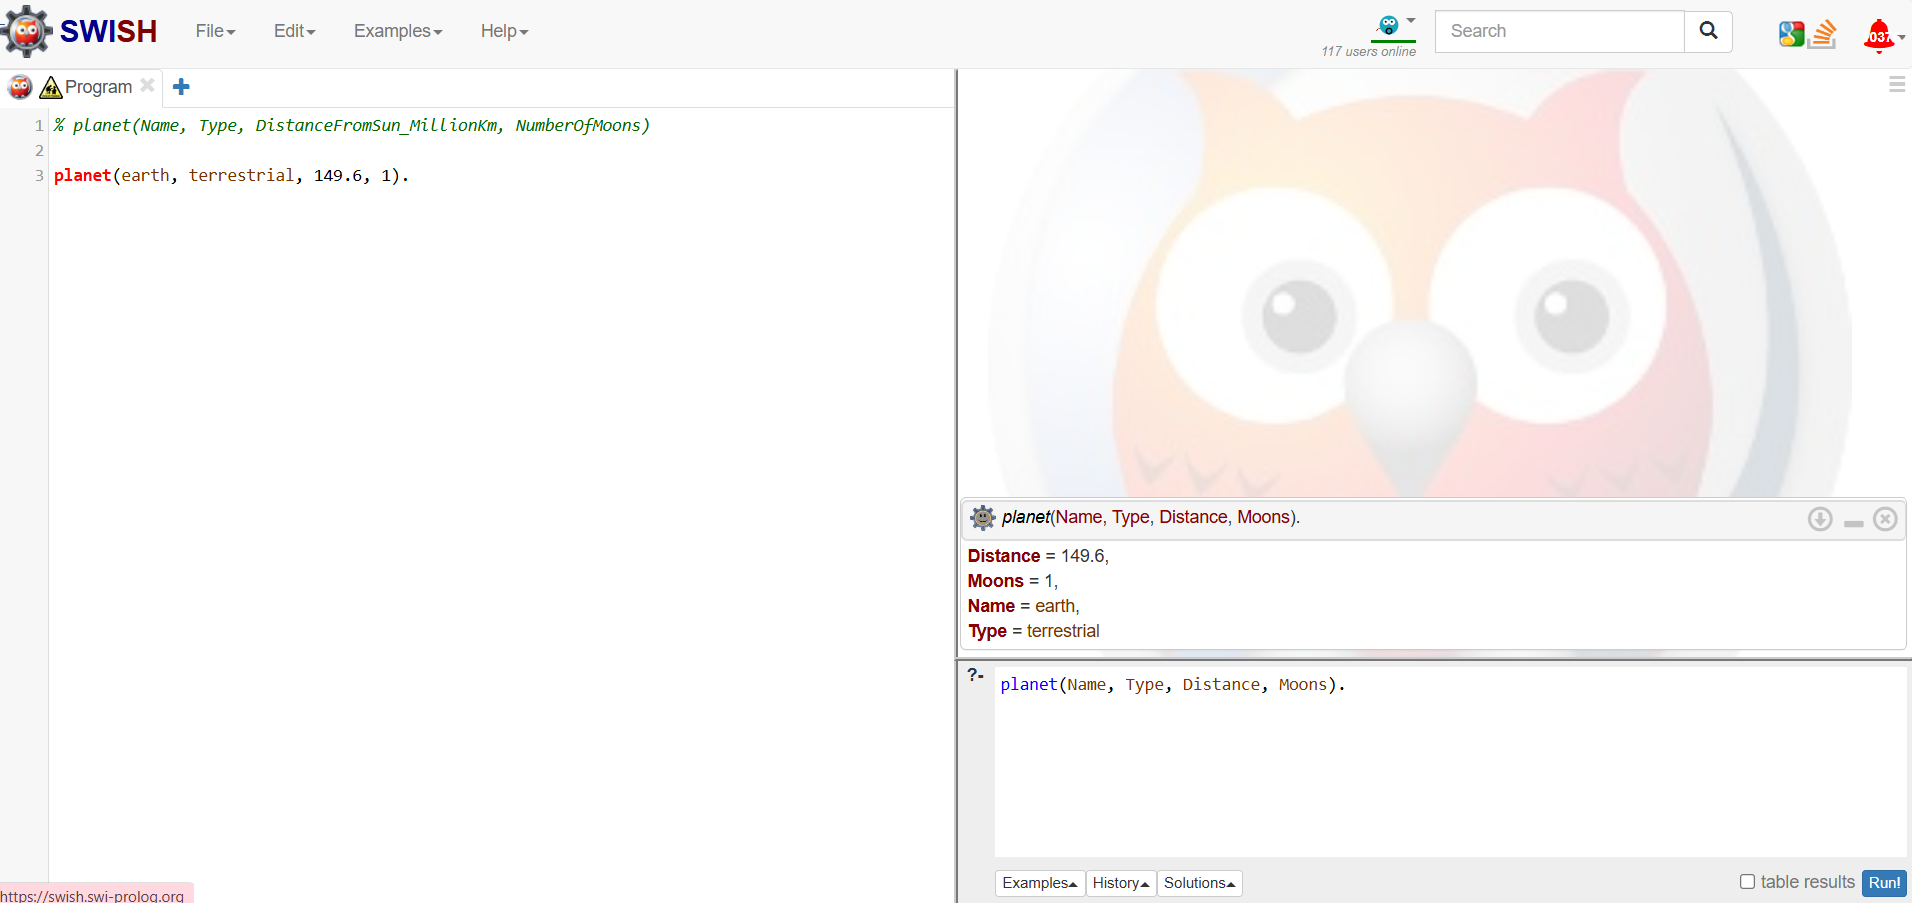 SWISH File Edit Examples Help
117 users online
Search
037
Program
1 % planet(Name, Type, DistanceFromSun_MillionKm, NumberOfMoons)
2
3 planet(earth, terrestrial, 149.6, 1).
planet(Name, Type, Distance, Moons).
Distance = 149.6,
Moons = 1,
Name = earth,
Type = terrestrial
?- planet(Name, Type, Distance, Moons).
Examples History Solutions
table results Run!
https://swish.swi-prolog.org